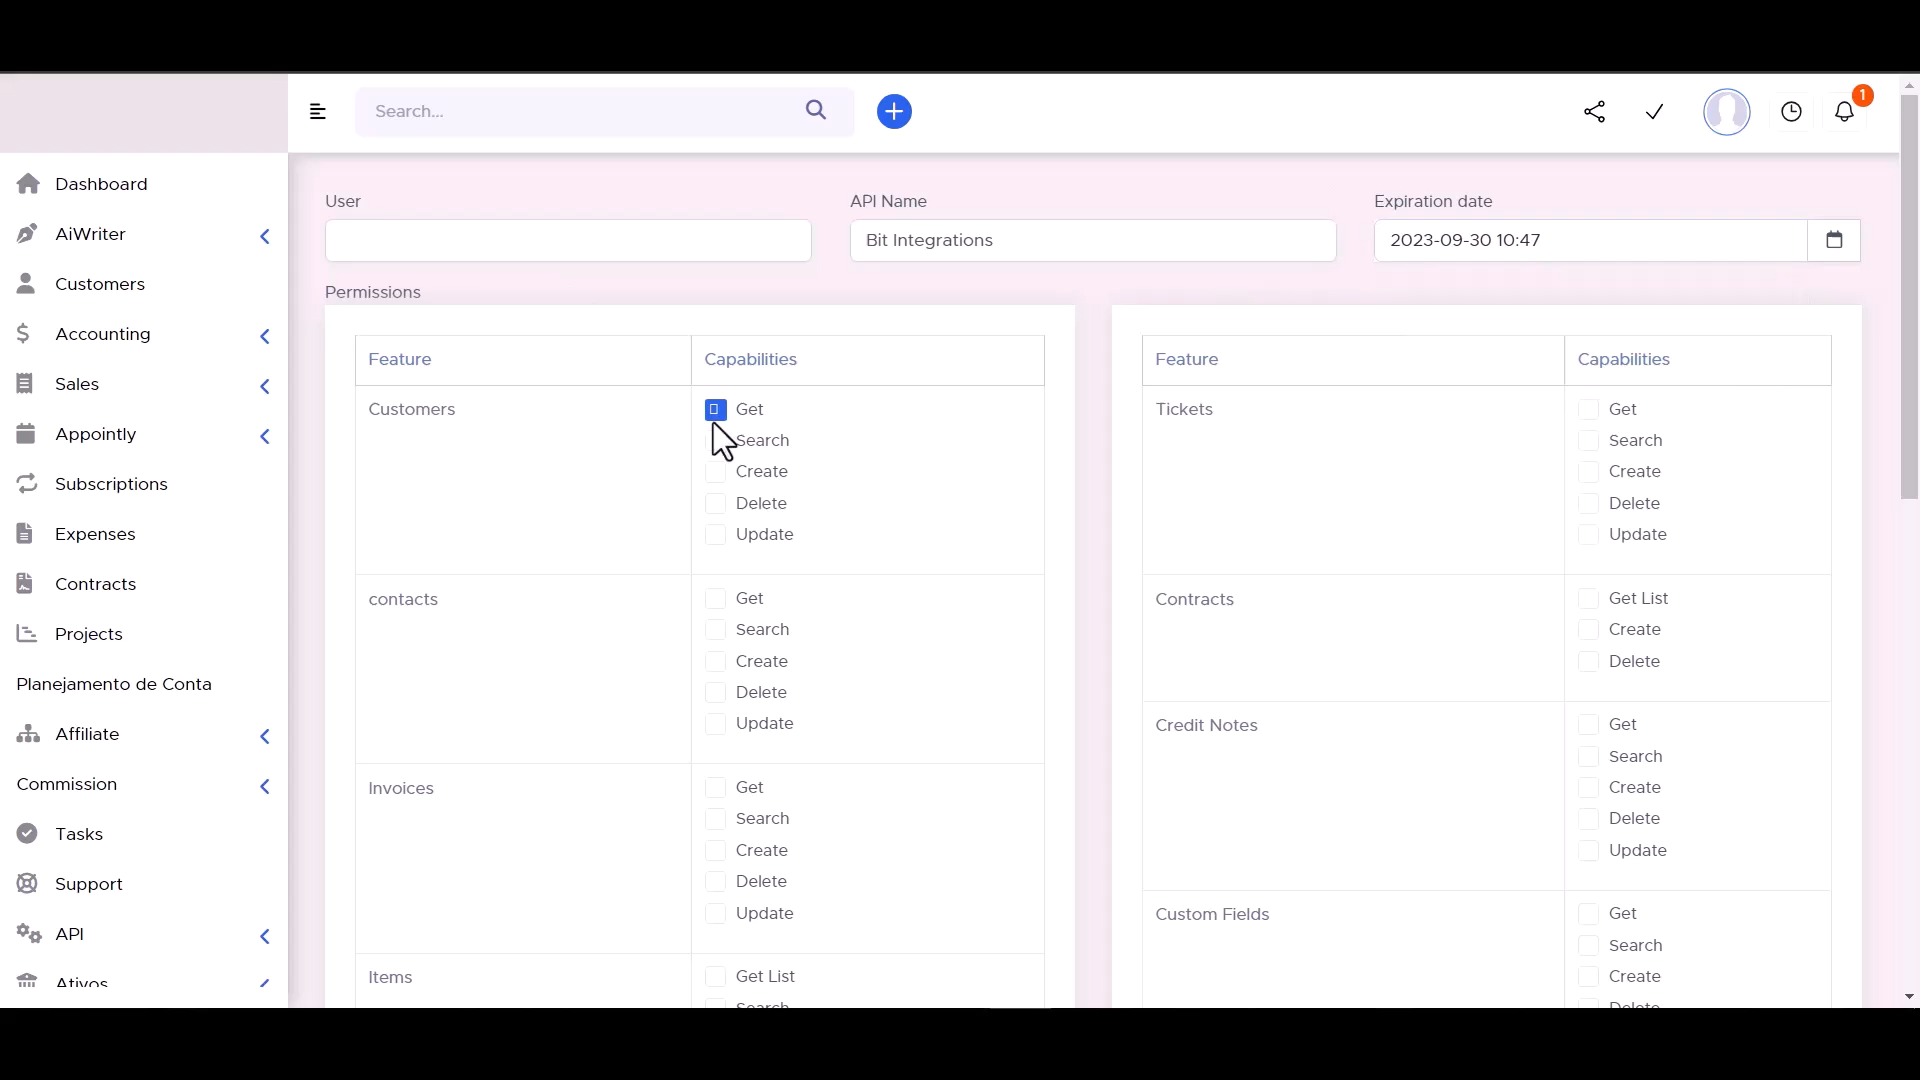 Search...
1
Dashboard
AiWriter
Customers
Accounting
Sales
Appointly
Subscriptions
Expenses
Contracts
Projects
Planejamento de Conta
Affiliate
Commission
Tasks
Support
API
Ativos
User
API Name
Bit Integrations
Expiration date
2023-09-30 10:47
Permissions
Feature
Capabilities
Customers
Get
Search
Create
Delete
Update
contacts
Get
Search
Create
Delete
Update
Invoices
Get
Search
Create
Delete
Update
Items
Get List
Search
Feature
Capabilities
Tickets
Get
Search
Create
Delete
Update
Contracts
Get List
Create
Delete
Credit Notes
Get
Search
Create
Delete
Update
Custom Fields
Get
Search
Create
Delete